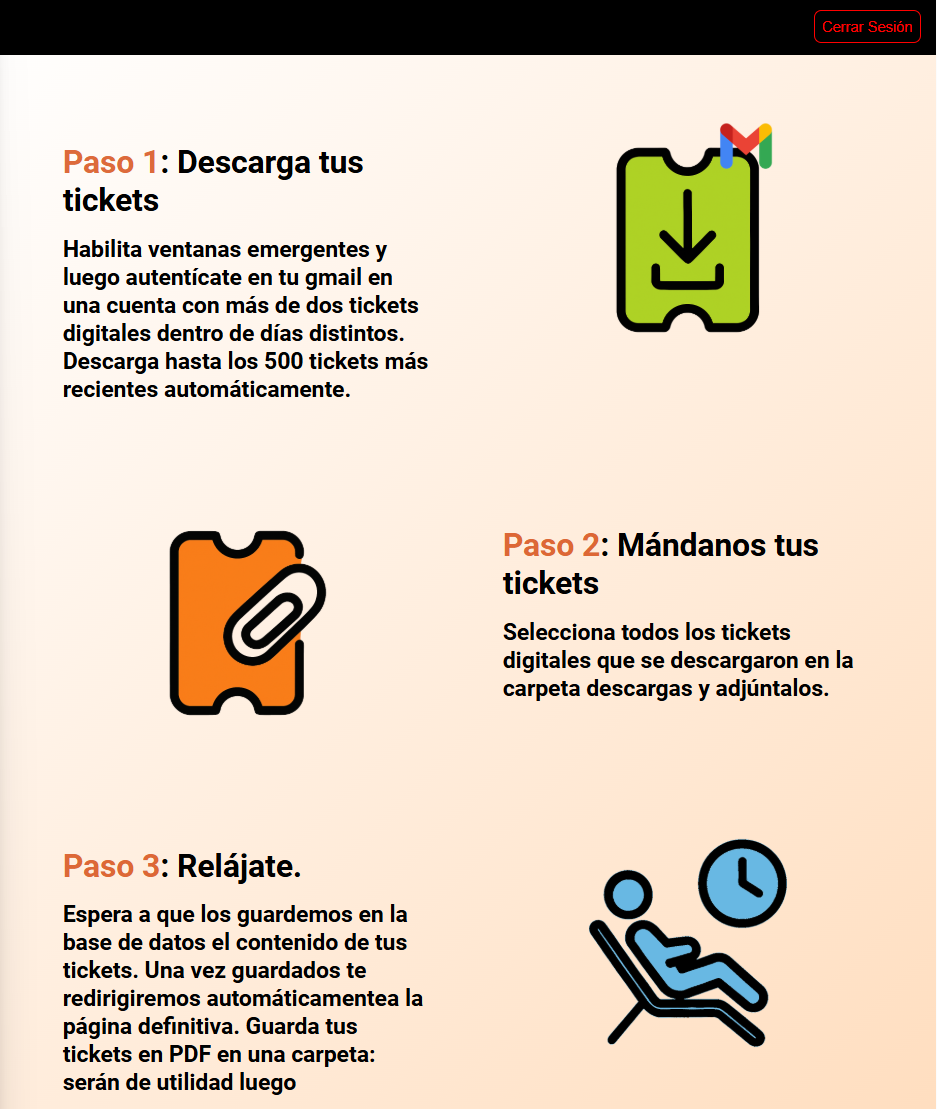 Cerrar Sesión
Paso 1: Descarga tus
tickets
Habilita ventanas emergentes y
luego autentícate en tu gmail en
una cuenta con más de dos tickets
digitales dentro de días distintos.
Descarga hasta los 500 tickets más
recientes automáticamente.
Paso 2: Mándanos tus
tickets
Selecciona todos los tickets
digitales que se descargaron en la
carpeta descargas y adjúntalos.
Paso 3: Relájate.
Espera a que los guardemos en la
base de datos el contenido de tus
tickets. Una vez guardados te
redirigiremos automáticamentea la
página definitiva. Guarda tus
tickets en PDF en una carpeta:
serán de utilidad luego